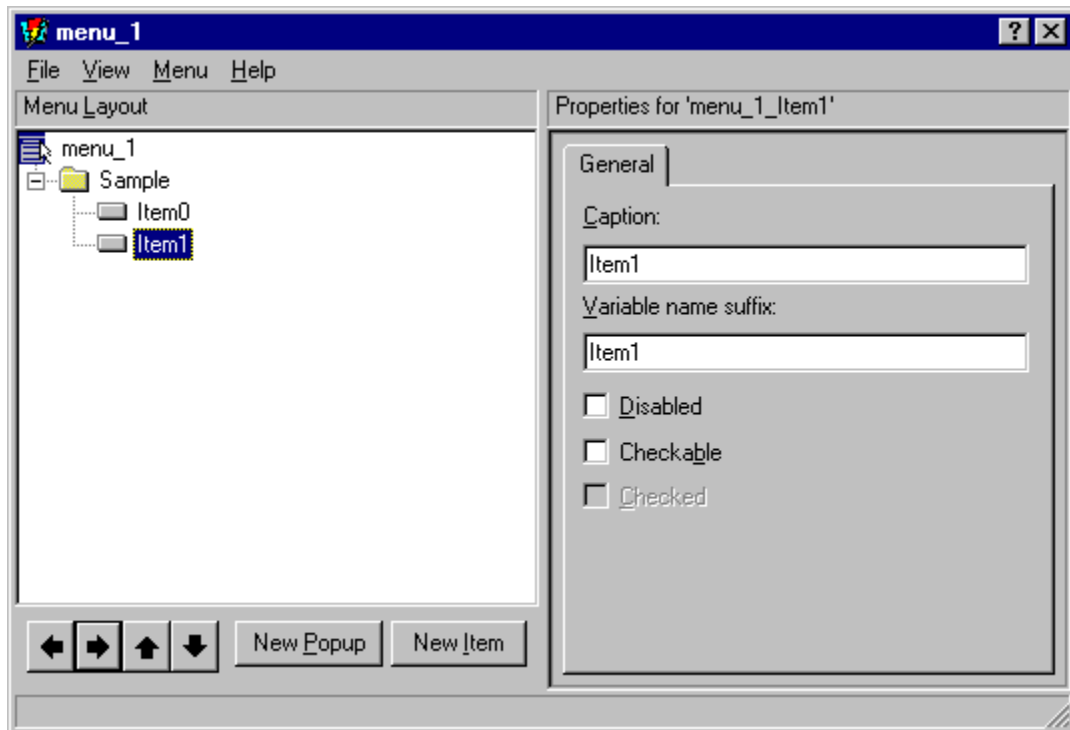 menu_1
File View Menu Help
Menu Layout
menu_1
Sample
Item0
Item1
New Popup New Item
Properties for 'menu_1_Item1'
General
Caption:
Item1
Variable name suffix:
Item1
Disabled
Checkable
Checked